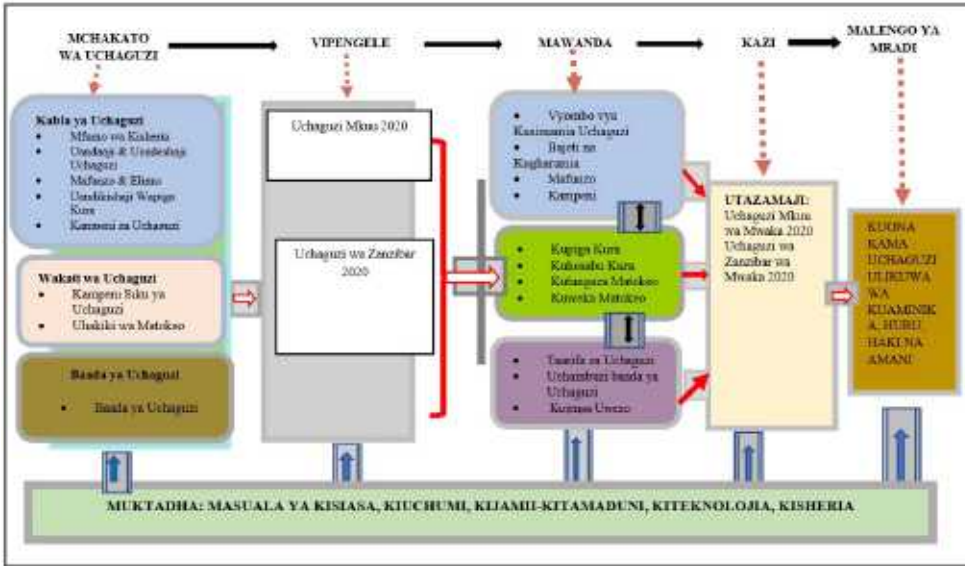 MCHAKATO
WA UCHAGUZI
VIPENGELE
MAWANDA
KAZI
MALENGO YA
MRADI
Kabla ya Uchaguzi
Mfumo wa Kisheria
Uandaaji & Uendeshaji
Uchaguzi
Mafunzo & Elimu
Uandikishaji Wapiga
Kura
Kampeni za Uchaguzi
Wakati wa Uchaguzi
Kampeni Siku ya
Uchaguzi
Uhakiki wa Matokeo
Baada ya Uchaguzi
Baada ya Uchaguzi
Uchaguzi Mkuu 2020
Uchaguzi wa Zanzibar
2020
Vyombo vya
Kusimamia Uchaguzi
Bajeti na
Kugharamia
Mafunzo
Kampeni
Kupiga Kura
Kuhesabu Kura
Kutangaza Matokeo
Kuweka Matokeo
Taarifa za Uchaguzi
Uchambuzi baada ya
Uchaguzi
Kujenga Uwezo
UTAZAMAJI:
Uchaguzi Mkuu
wa Mwaka 2020
Uchaguzi wa
Zanzibar wa
Mwaka 2020
KUONA
KAMA
UCHAGUZI
ULIKUWA
WA
KUAMINIK
A, HURU,
HAKI NA
AMANI
MUKTADHA: MASUALA YA KISIASA, KIUCHUMI, KIJAMII-KITAMADUNI, KITEKNOLOJIA, KISHERIA